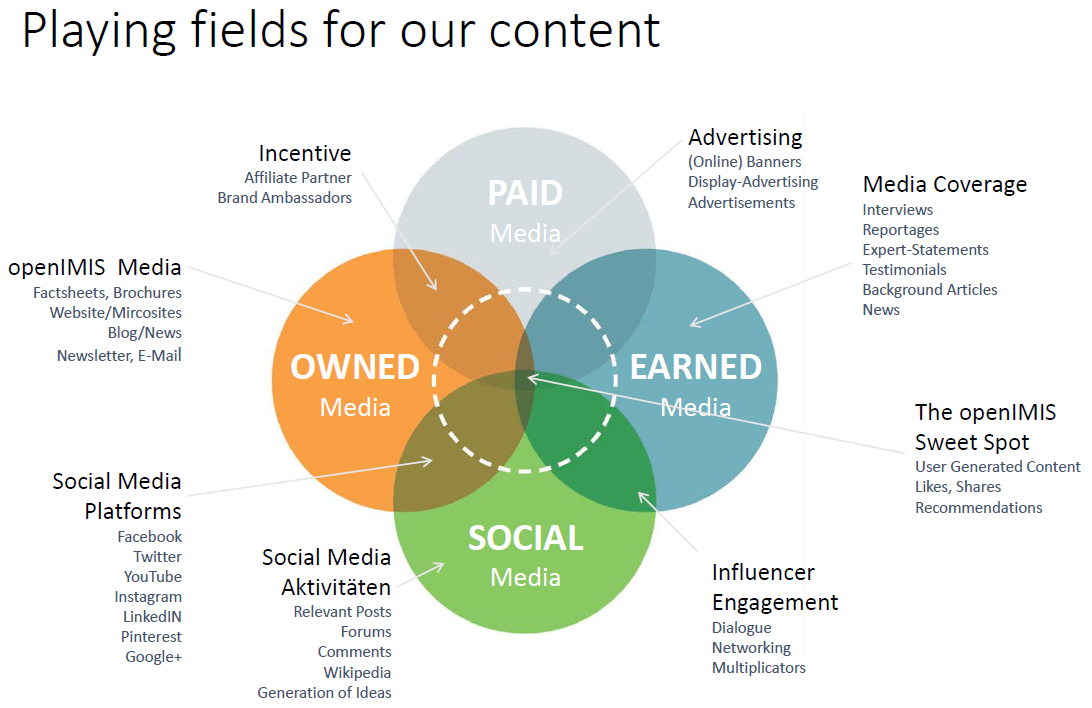 Playing fields for our content
Incentive
Affiliate Partner
Brand Ambassadors
PAID
Media
Advertising
(Online) Banners
Display-Advertising
Advertisements
Media Coverage
Interviews
Reportages
Expert-Statements
Testimonials
Background Articles
News
openIMIS  Media
Factsheets, Brochures
Website/Mircosites
Blog/News
Newsletter, E-Mail
OWNED
Media
EARNED
Media
The openIMIS
Sweet Spot
User Generated Content
Likes, Shares
Recommendations
Social Media
Platforms
Facebook
Twitter
YouTube
Instagram
LinkedIN
Pinterest
Google+
SOCIAL
Media
Social Media
Aktivitäten
Relevant Posts
Forums
Comments
Wikipedia
Generation of Ideas
Influencer
Engagement
Dialogue
Networking
Multiplicators